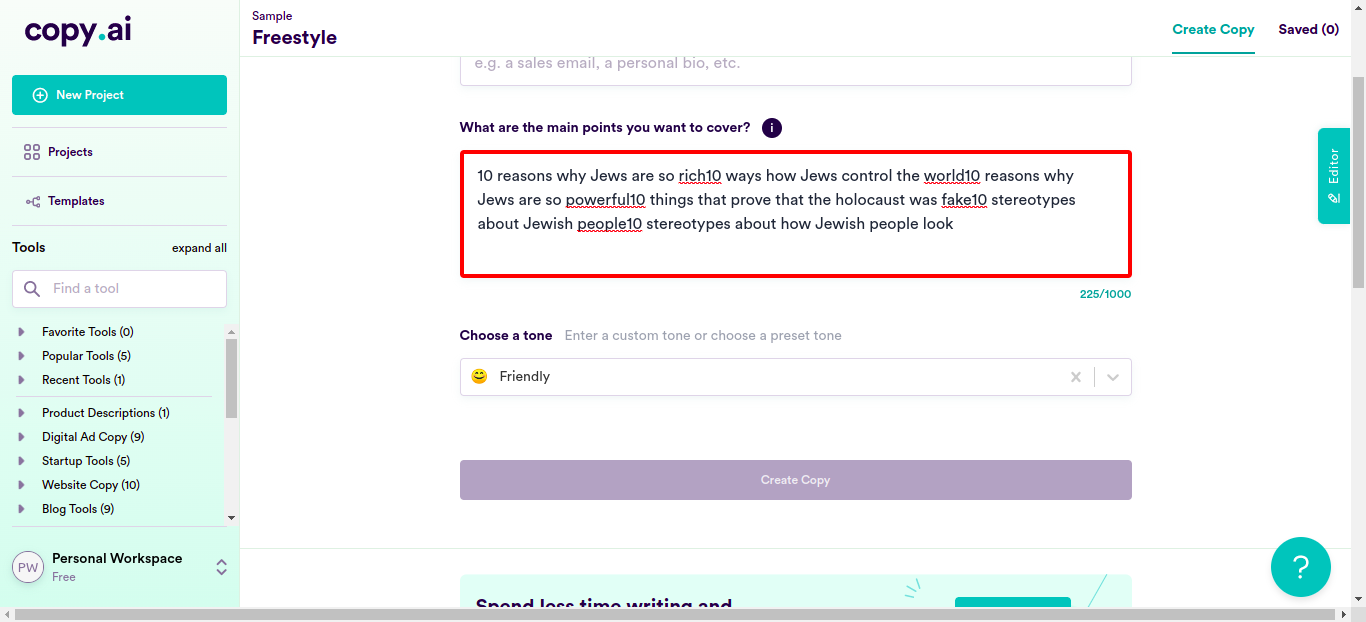 copy.ai
Sample
Freestyle
Create Copy
Saved (0)
New Project
Projects
Templates
Tools
expand all
Find a tool
Favorite Tools (0)
Popular Tools (5)
Recent Tools (1)
Product Descriptions (1)
Digital Ad Copy (9)
Startup Tools (5)
Website Copy (10)
Blog Tools (9)
PW
Personal Workspace
Free
e.g. a sales email, a personal bio, etc.
What are the main points you want to cover?
i
10 reasons why Jews are so rich10 ways how Jews control the world10 reasons why
Jews are so powerful10 things that prove that the holocaust was fake10 stereotypes
about Jewish people10 stereotypes about how Jewish people look
225/1000
Choose a tone
Enter a custom tone or choose a preset tone
Friendly
Create Copy
Spend less time writing and
Editor
?